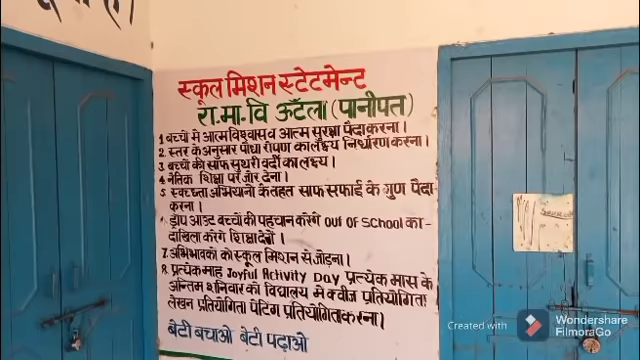 स्कूल मिशन स्टेटमेन्ट
रा.मा.वि ऊँटला (पानीपत)
1 बच्चों में आत्मविश्वास व आत्म सुरक्षा पैदा करना।
2. स्तर के अनुसार पौधा रोपण का लक्ष्य निर्धारण करना।
3. बच्चों की साफ सुथरी वर्दी का लक्ष्य।
4. नैतिक शिक्षा पर जोर देना।
5 स्वच्छता अभियानों के तहत साफ सफाई के गुण पैदा
करना।
ड्रॉप आउट बच्चों की पहचान करेंगे OUT OF SCHOOL का
दाखिला करेंगे शिक्षा देंगें।
7. अभिभावकों को स्कूल मिशन से जोड़ना।
8. प्रत्येक माह Joyful Activity Day प्रत्येक मास के
अन्तिम शनिवार को विद्यालय में क्वीज प्रतियोगिता
लेखन प्रतियोगिता पेंटिंग प्रतियोगिता करना।
बेटी बचाओ बेटी पढ़ाओ
Created with Wondershare
FilmoraGo